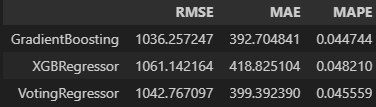 RMSE MAE MAPE
GradientBoosting 1036.257247 392.704841 0.044744
XGBRegressor 1061.142164 418.825104 0.048210
VotingRegressor 1042.767097 399.392390 0.045559